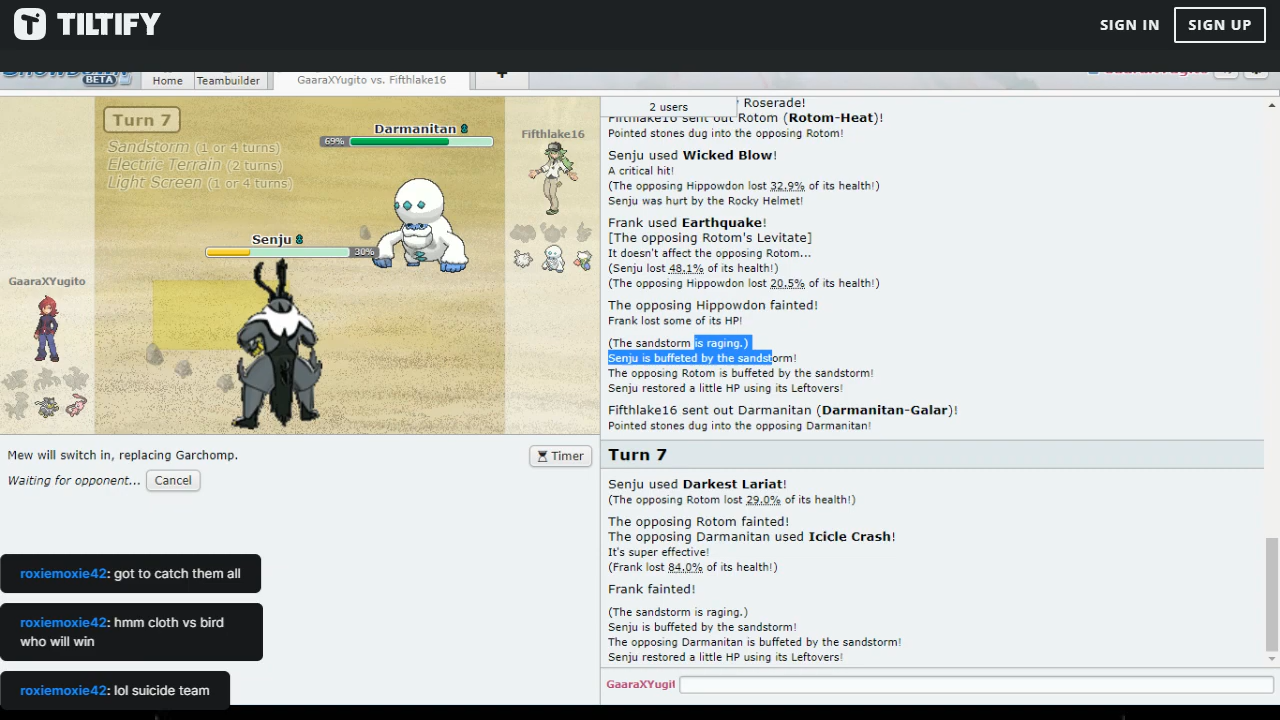 TILTIFY
SIGN IN
SIGN UP
BETA
Home
Teambuilder
GaaraXYugito vs. Fifthlake16
+
Turn 7
Sandstorm (1 or 4 turns)
Electric Terrain (2 turns)
Light Screen (1 or 4 turns)
Darmanitan
69%
Fifthlake16
Senju
30%
GaaraXYugito
Mew will switch in, replacing Garchomp.
Timer
Waiting for opponent...
Cancel
roxiemoxie42: got to catch them all
roxiemoxie42: hmm cloth vs bird
who will win
roxiemoxie42: lol suicide team
2 users
Roserade!
Fifthlake16 sent out Rotom (Rotom-Heat)!
Pointed stones dug into the opposing Rotom!
Senju used Wicked Blow!
A critical hit!
(The opposing Hippowdon lost 32.9% of its health!)
Senju was hurt by the Rocky Helmet!
Frank used Earthquake!
[The opposing Rotom's Levitate]
It doesn't affect the opposing Rotom...
(Senju lost 48.1% of its health!)
(The opposing Hippowdon lost 20.5% of its health!)
The opposing Hippowdon fainted!
Frank lost some of its HP!
(The sandstorm is raging.)
Senju is buffeted by the sandstorm!
The opposing Rotom is buffeted by the sandstorm!
Senju restored a little HP using its Leftovers!
Fifthlake16 sent out Darmanitan (Darmanitan-Galar)!
Pointed stones dug into the opposing Darmanitan!
Turn 7
Senju used Darkest Lariat!
(The opposing Rotom lost 29.0% of its health!)
The opposing Rotom fainted!
The opposing Darmanitan used Icicle Crash!
It's super effective!
(Frank lost 84.0% of its health!)
Frank fainted!
(The sandstorm is raging.)
Senju is buffeted by the sandstorm!
The opposing Darmanitan is buffeted by the sandstorm!
Senju restored a little HP using its Leftovers!
GaaraXYugit